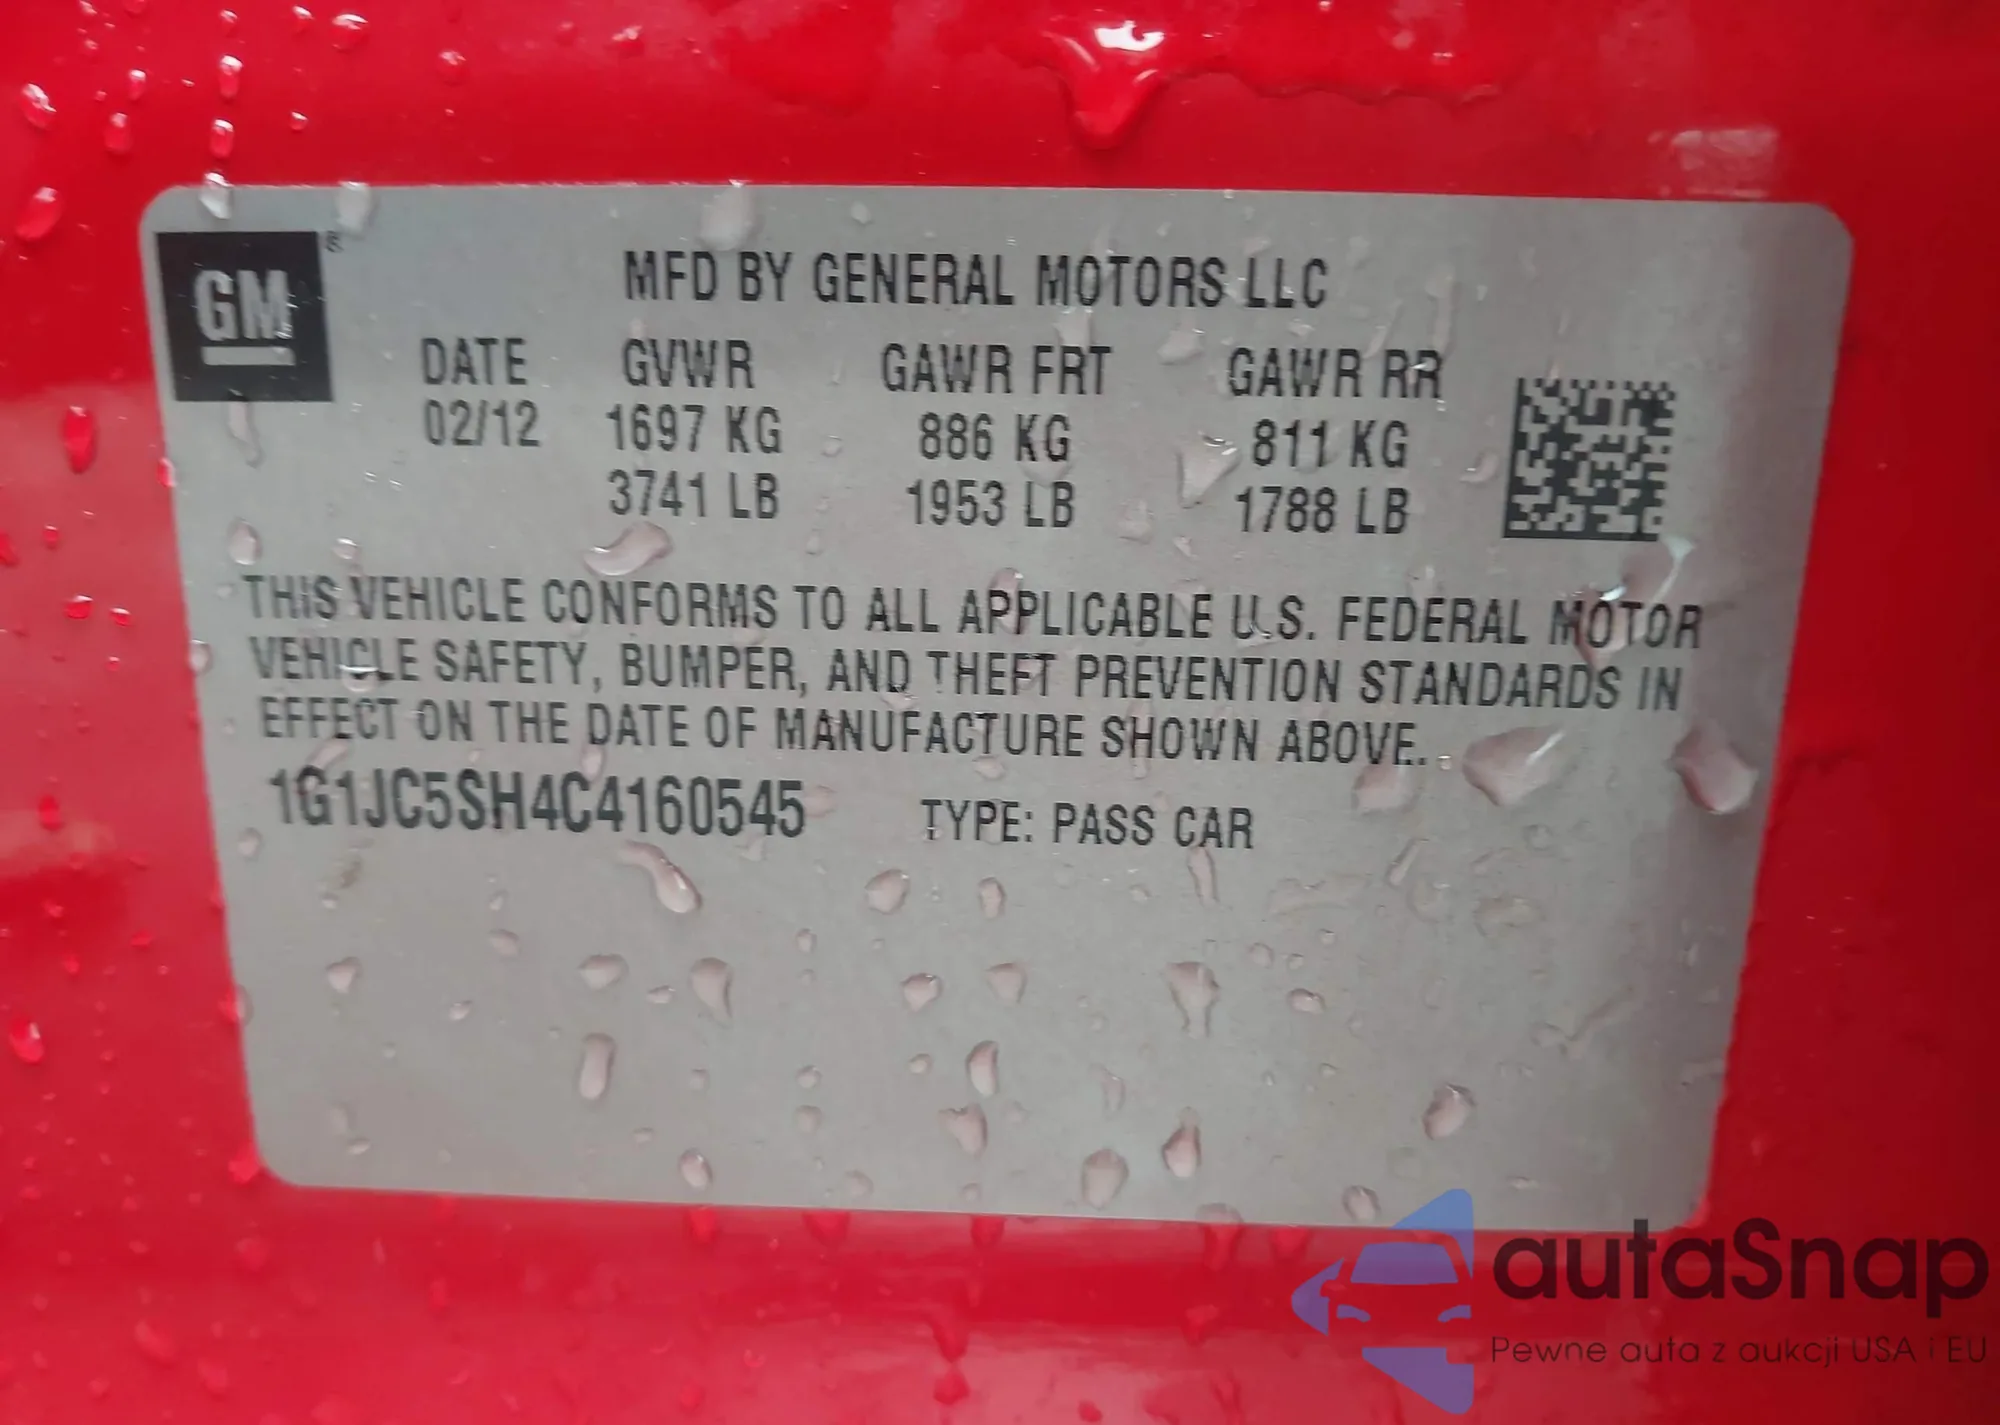 GM ®
MFD BY GENERAL MOTORS LLC
DATE GVWR GAWR FRT GAWR RR
02/12 1697 KG 886 KG 811 KG
3741 LB 1953 LB 1788 LB
THIS VEHICLE CONFORMS TO ALL APPLICABLE U.S. FEDERAL MOTOR
VEHICLE SAFETY, BUMPER, AND THEFT PREVENTION STANDARDS IN
EFFECT ON THE DATE OF MANUFACTURE SHOWN ABOVE.
1G1JC5SH4C4160545 TYPE: PASS CAR
autaSnap
Pewne auta z aukcji USA i EU